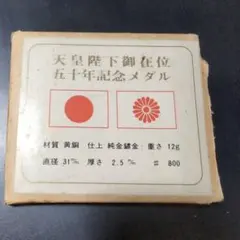 天皇陛下御在位
五十年記念メダル
材質 黄銅 仕上 純金鍍金 重さ 12g
直径 31㎜ 厚さ 2.5㎜ # 800